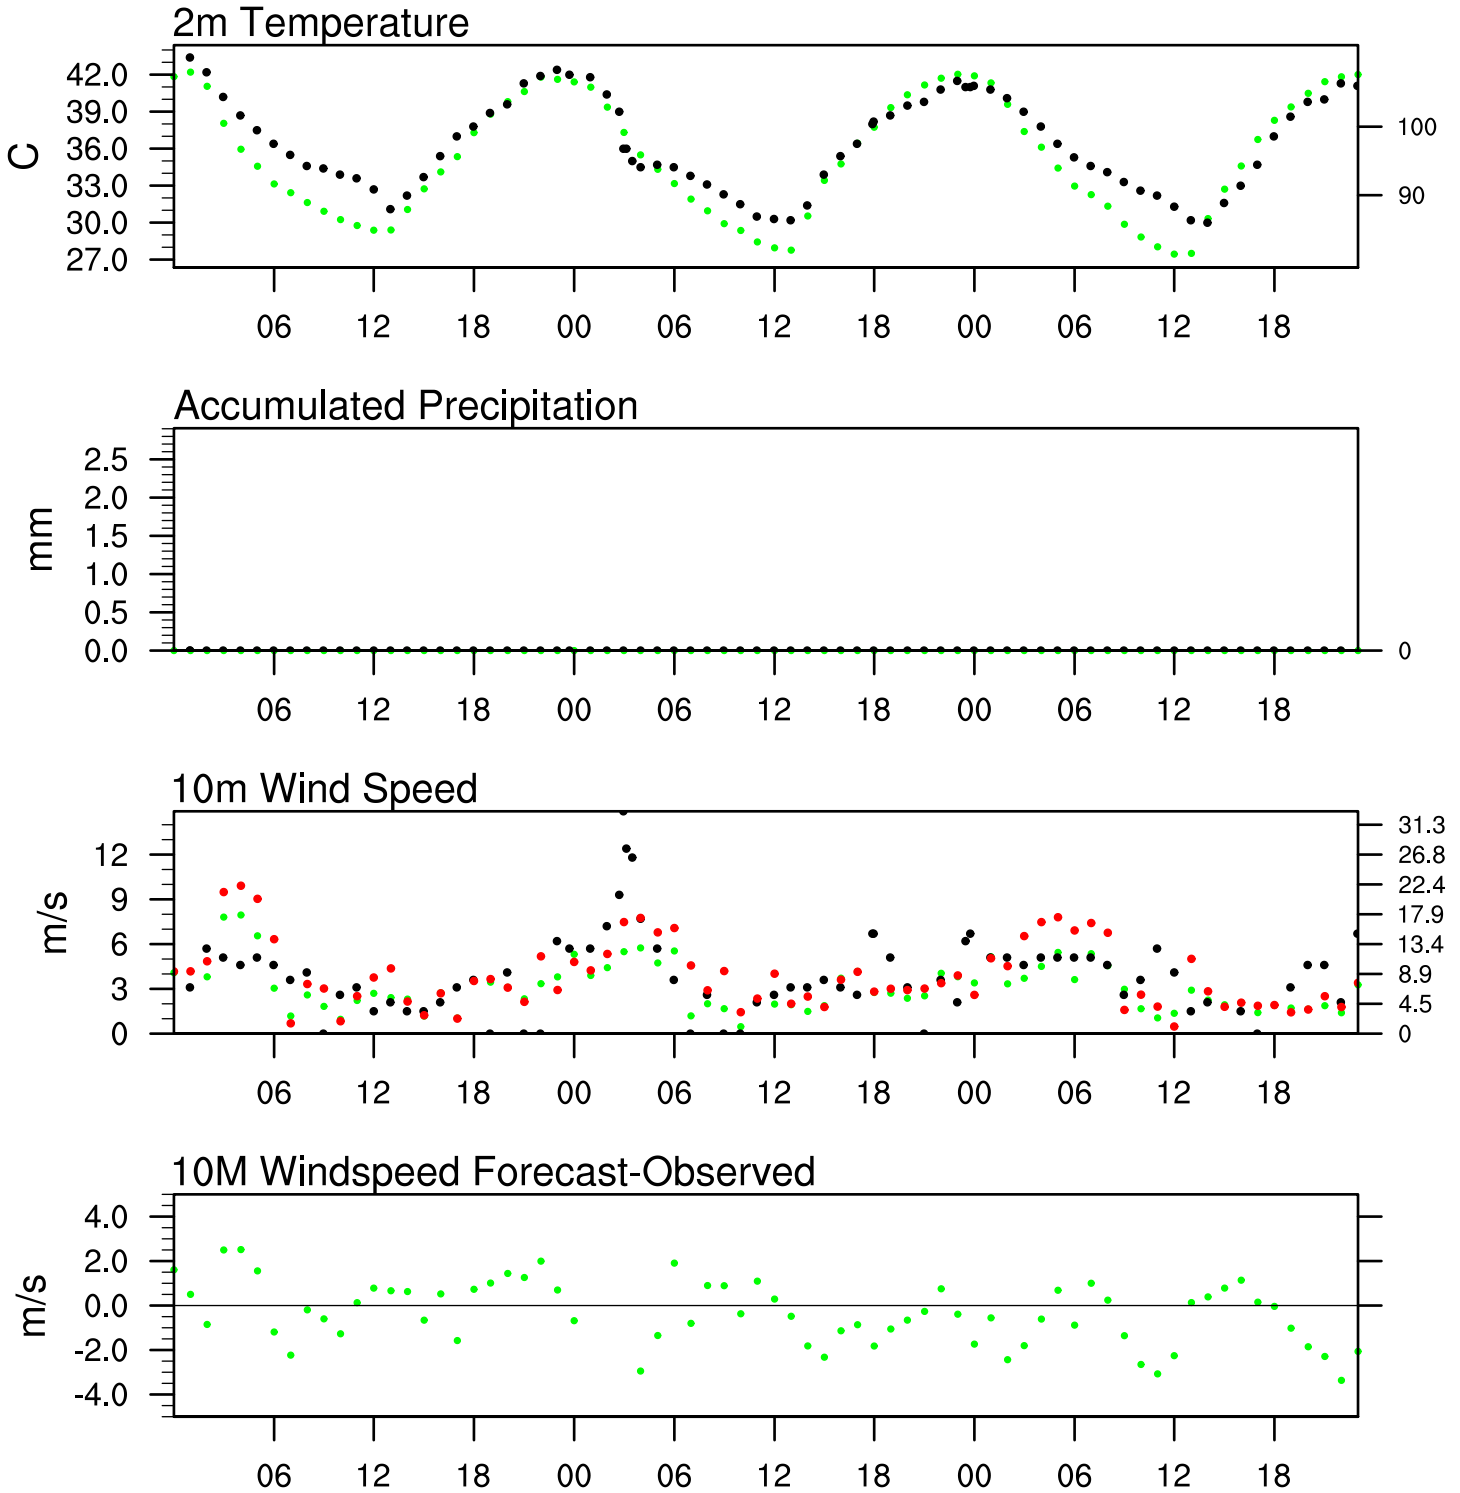 2m Temperature
42.0
39.0
36.0
33.0
30.0
27.0
C
100
90
06 12 18 00 06 12 18 00 06 12 18
Accumulated Precipitation
2.5
2.0
1.5
1.0
0.5
0.0
mm
0
06 12 18 00 06 12 18 00 06 12 18
10m Wind Speed
12
9
6
3
0
m/s
31.3
26.8
22.4
17.9
13.4
8.9
4.5
0
06 12 18 00 06 12 18 00 06 12 18
10M Windspeed Forecast-Observed
4.0
2.0
0.0
-2.0
-4.0
m/s
06 12 18 00 06 12 18 00 06 12 18